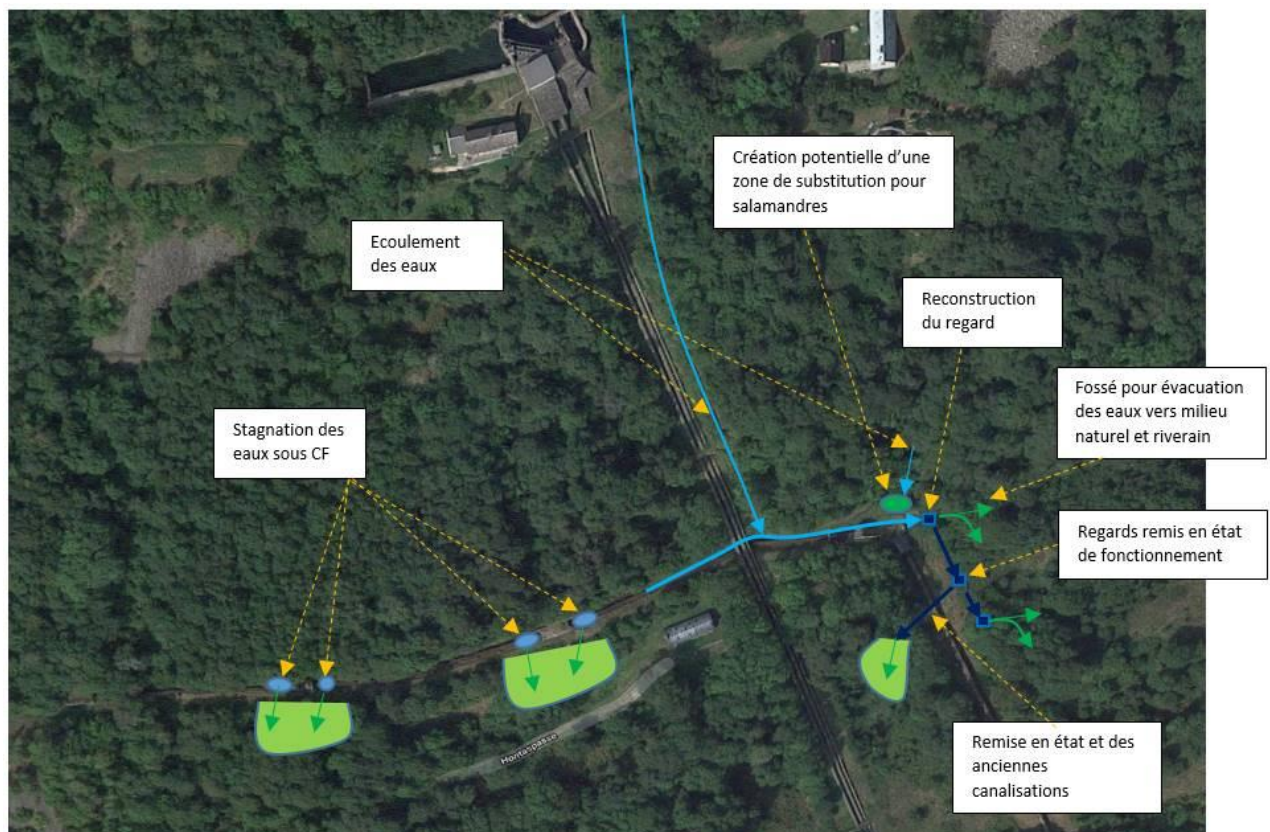 Création potentielle d’une
zone de substitution pour
salamandres
Ecoulement
des eaux
Reconstruction
du regard
Fossé pour évacuation
des eaux vers milieu
naturel et riverain
Stagnation des
eaux sous CF
Regards remis en état
de fonctionnement
Hontaspasse
Remise en état et des
anciennes
canalisations